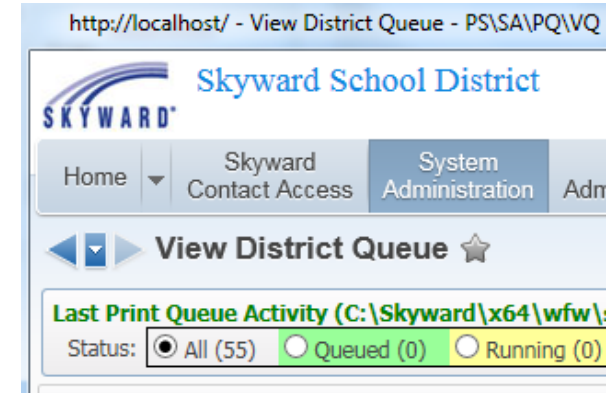 http://localhost/ - View District Queue - PS\SA\PQ\VQ
SKYWARD
Skyward School District
Home
Skyward
Contact Access
System
Administration
Adm
View District Queue
Last Print Queue Activity (C:\Skyward\x64\wfw\s
Status: All (55) Queued (0) Running (0)